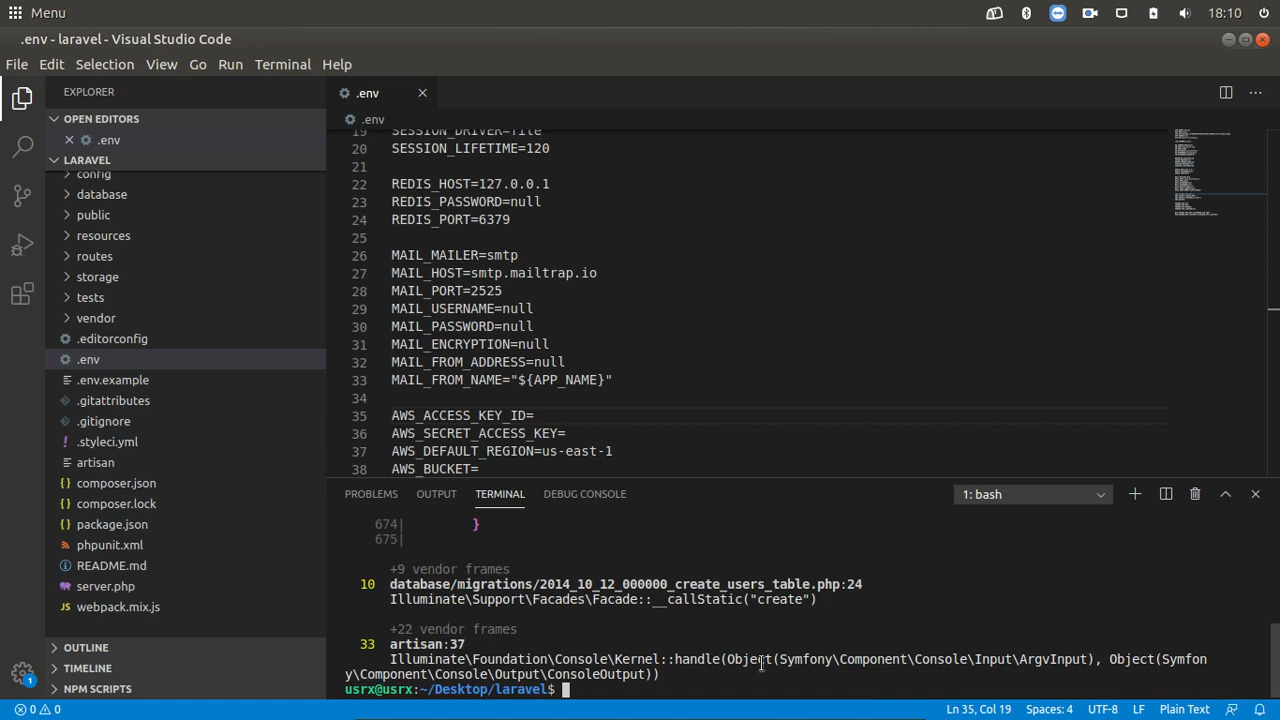 Menu
18:10
.env - laravel - Visual Studio Code
File Edit Selection View Go Run Terminal Help
EXPLORER
OPEN EDITORS
.env
LARAVEL
config
database
public
resources
routes
storage
tests
vendor
.editorconfig
.env
.env.example
.gitattributes
.gitignore
.styleci.yml
artisan
composer.json
composer.lock
package.json
phpunit.xml
README.md
server.php
webpack.mix.js
OUTLINE
TIMELINE
NPM SCRIPTS
1
.env
.env
19 SESSION_DRIVER=file
20 SESSION_LIFETIME=120
21
22 REDIS_HOST=127.0.0.1
23 REDIS_PASSWORD=null
24 REDIS_PORT=6379
25
26 MAIL_MAILER=smtp
27 MAIL_HOST=smtp.mailtrap.io
28 MAIL_PORT=2525
29 MAIL_USERNAME=null
30 MAIL_PASSWORD=null
31 MAIL_ENCRYPTION=null
32 MAIL_FROM_ADDRESS=null
33 MAIL_FROM_NAME="${APP_NAME}"
34
35 AWS_ACCESS_KEY_ID=
36 AWS_SECRET_ACCESS_KEY=
37 AWS_DEFAULT_REGION=us-east-1
38 AWS_BUCKET=
PROBLEMS OUTPUT TERMINAL DEBUG CONSOLE 1: bash
674| }
675|
+9 vendor frames
10 database/migrations/2014_10_12_000000_create_users_table.php:24
Illuminate\Support\Facades\Facade::__callStatic("create")
+22 vendor frames
33 artisan:37
Illuminate\Foundation\Console\Kernel::handle(Object(Symfony\Component\Console\Input\ArgvInput), Object(Symfon
y\Component\Console\Output\ConsoleOutput))
usrx@usrx:~/Desktop/laravel$
0 0 Ln 35, Col 19 Spaces: 4 UTF-8 LF Plain Text